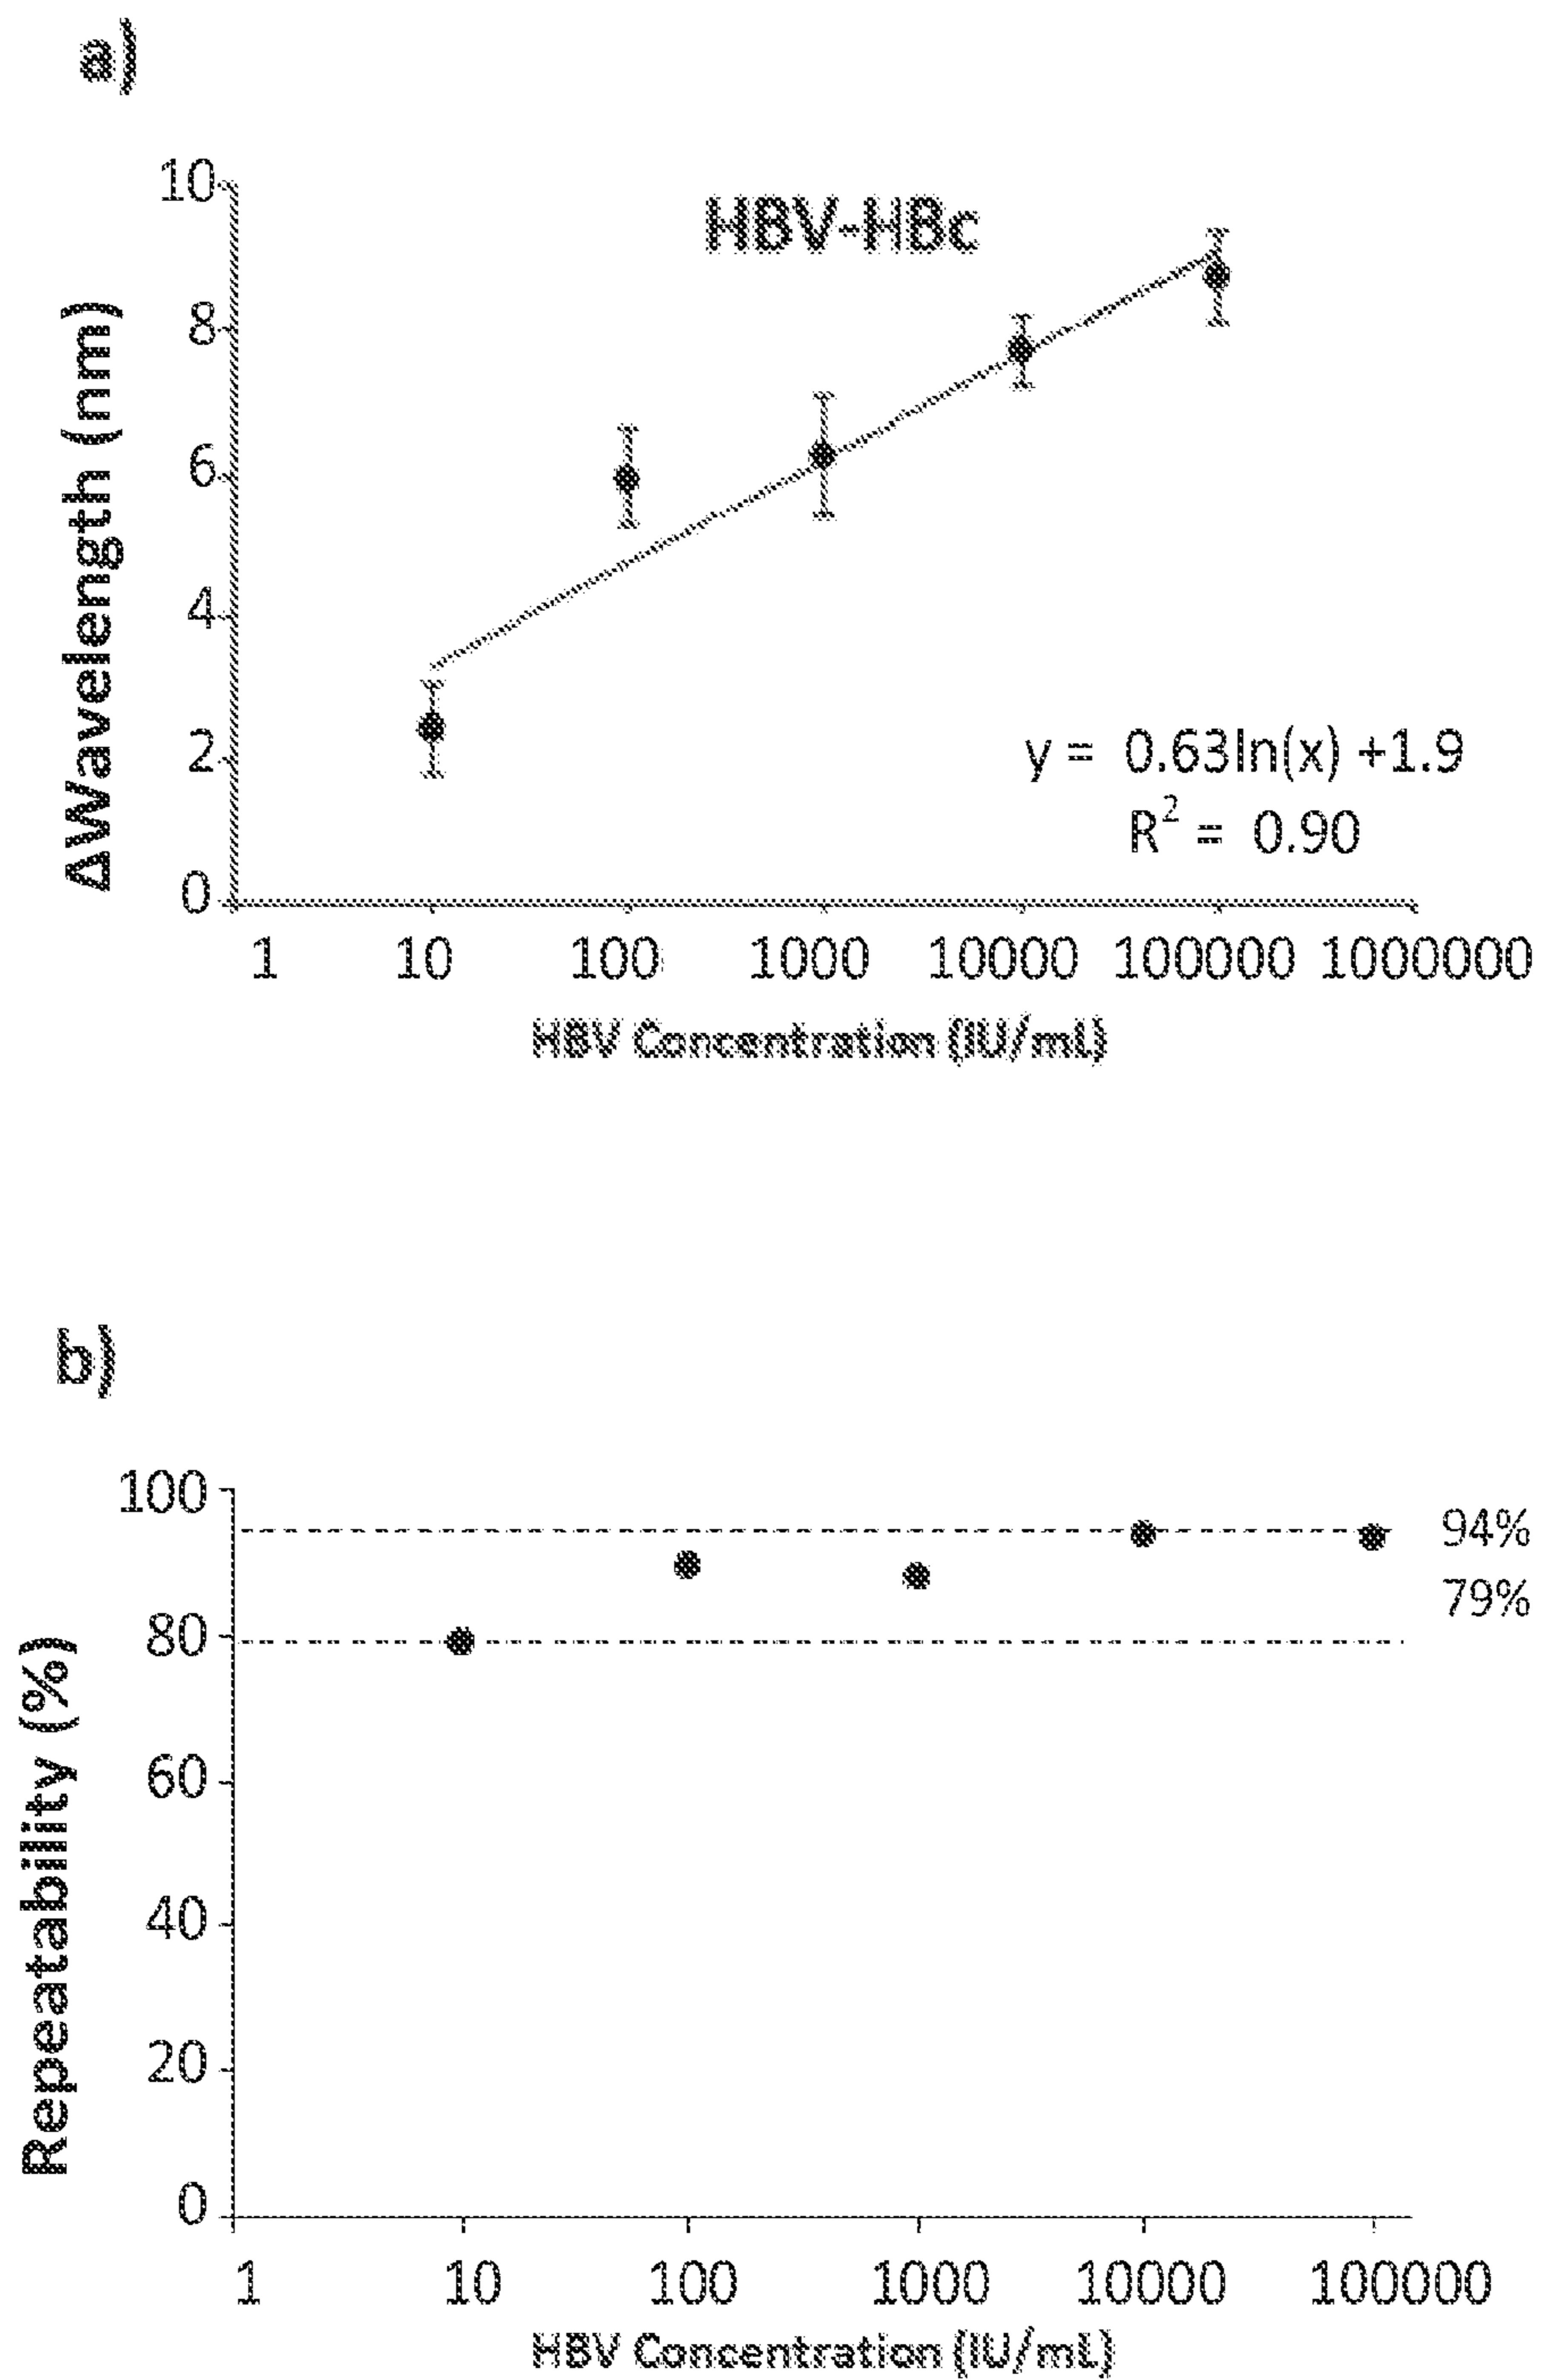 a)
10
HBV-HBc
8
6
4
2
0
ΔWavelength (nm)
y = 0.63ln(x) +1.9
R² = 0.90
1 10 100 1000 10000 100000 1000000
HBV Concentration (IU/mL)
b)
100
80
60
40
20
0
Repeatability (%)
94%
79%
1 10 100 1000 10000 100000
HBV Concentration (IU/mL)